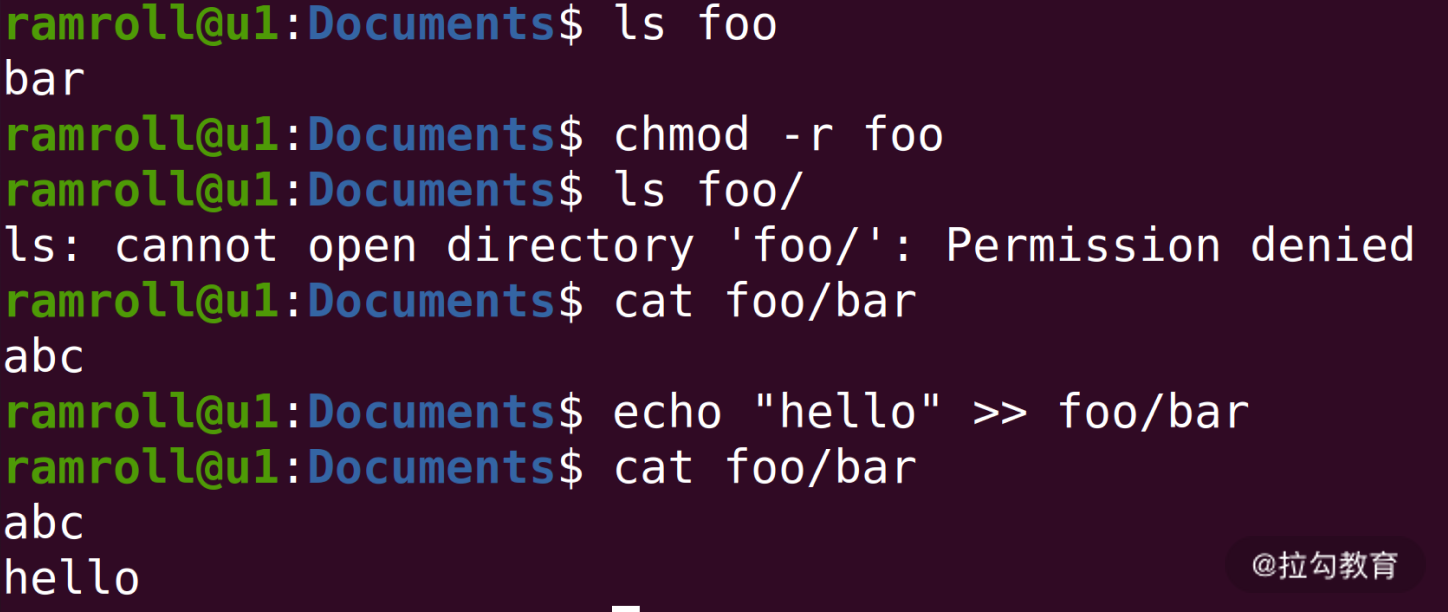 ramroll@u1:Documents$ ls foo
bar
ramroll@u1:Documents$ chmod -r foo
ramroll@u1:Documents$ ls foo/
ls: cannot open directory 'foo/': Permission denied
ramroll@u1:Documents$ cat foo/bar
abc
ramroll@u1:Documents$ echo "hello" >> foo/bar
ramroll@u1:Documents$ cat foo/bar
abc
hello
@拉勾教育